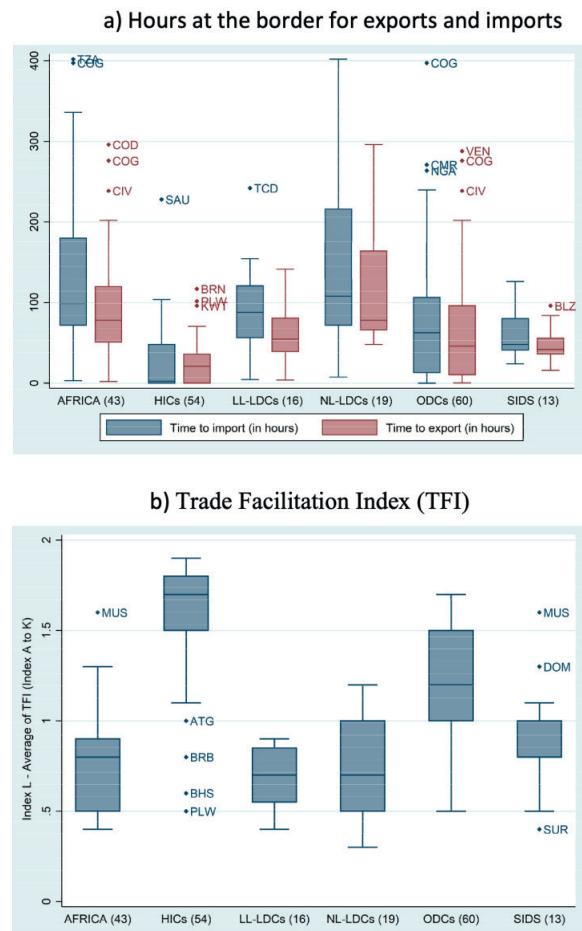 a) Hours at the border for exports and imports
400
300
200
100
0
TZA
COG
COD
COG
CIV
SAU
BRN
PLW
KWT
TCD
COG
CMR
NGA
VEN
COG
CIV
BLZ
AFRICA (43) HICs (54) LL-LDCs (16) NL-LDCs (19) ODCs (60) SIDS (13)
Time to import (in hours) Time to export (in hours)
b) Trade Facilitation Index (TFI)
Index L - Average of TFI (Index A to K)
2
1.5
1
.5
0
MUS
ATG
BRB
BHS
PLW
MUS
DOM
SUR
AFRICA (43) HICs (54) LL-LDCs (16) NL-LDCs (19) ODCs (60) SIDS (13)